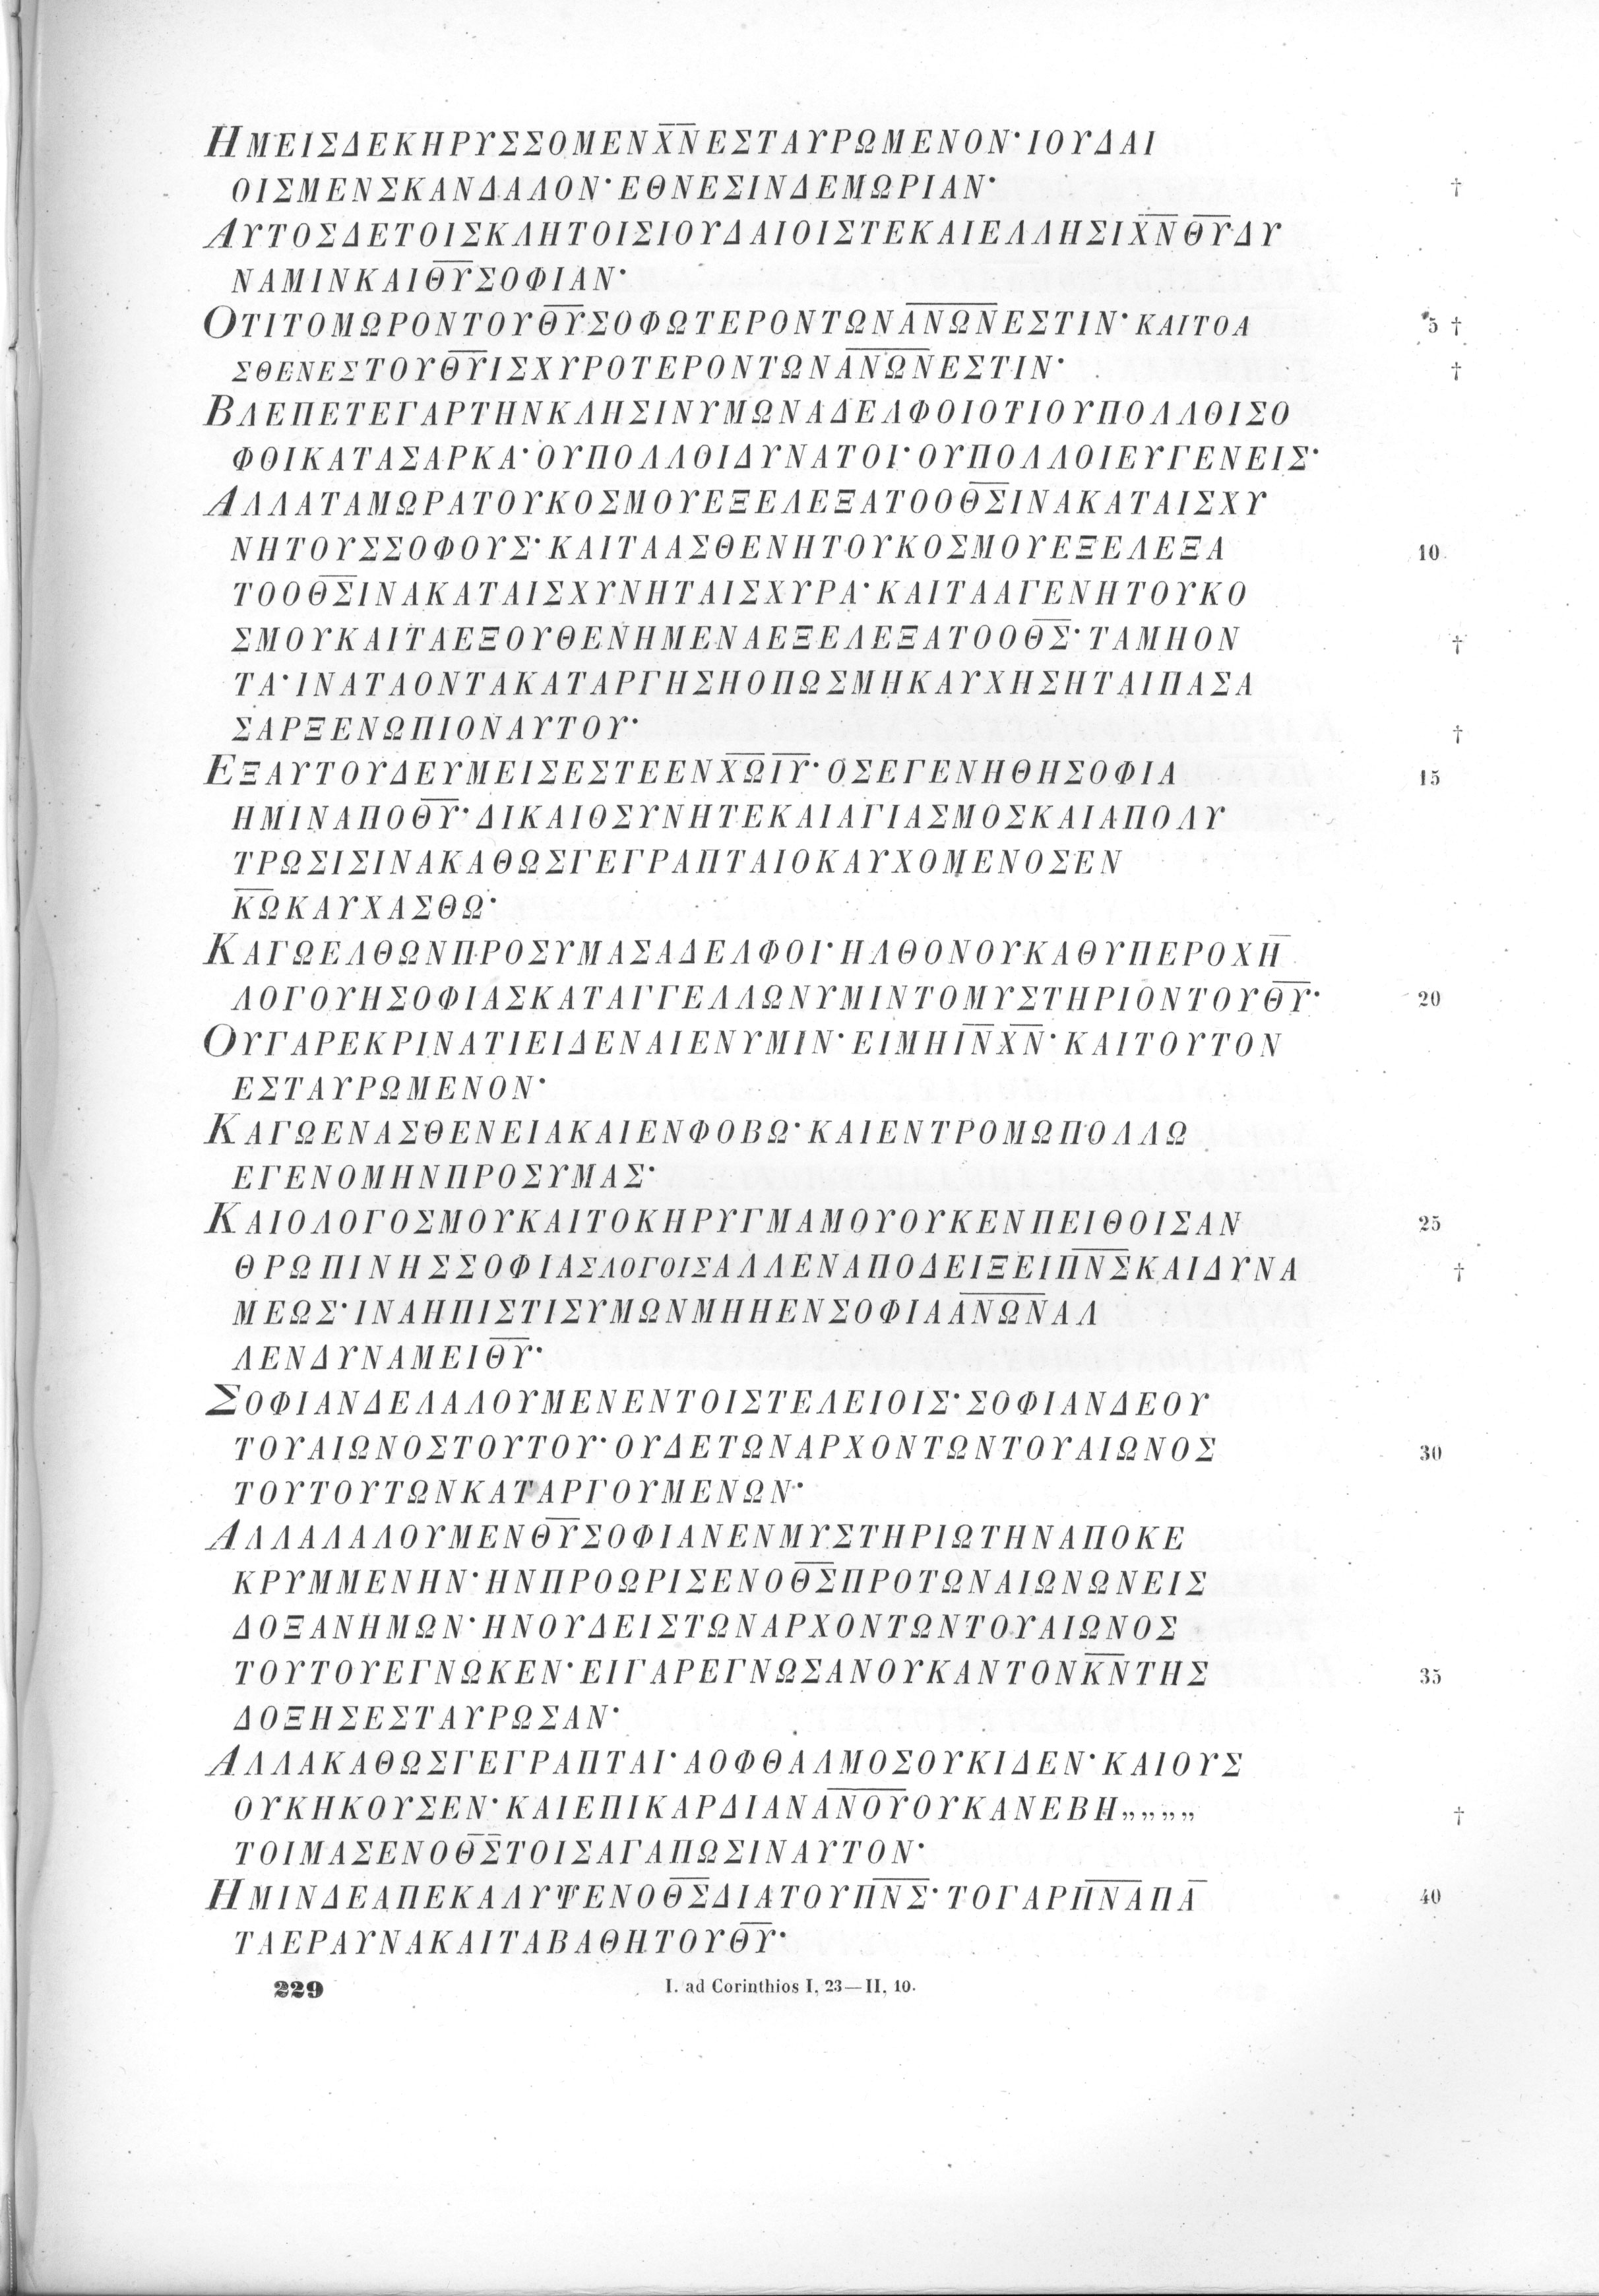 ΗΜΕΙΣΔΕΚΗΡΥΣΣΟΜΕΝΧ̅Ν̅ΕΣΤΑΥΡΩΜΕΝΟΝ·ΙΟΥΔΑΙ
ΟΙΣΜΕΝΣΚΑΝΔΑΛΟΝ·ΕΘΝΕΣΙΝΔΕΜΩΡΙΑΝ· †
ΑΥΤΟΣΔΕΤΟΙΣΚΛΗΤΟΙΣΙΟΥΔΑΙΟΙΣΤΕΚΑΙΕΛΛΗΣΙΧ̅Ν̅Θ̅Υ̅ΔΥ
ΝΑΜΙΝΚΑΙΘ̅Υ̅ΣΟΦΙΑΝ·
ΟΤΙΤΟΜΩΡΟΝΤΟΥΘ̅Υ̅ΣΟΦΩΤΕΡΟΝΤΩΝΑ̅Ν̅Ω̅Ν̅ΕΣΤΙΝ·ΚΑΙΤΟΑ 5 †
ΣΘΕΝΕΣΤΟΥΘ̅Υ̅ΙΣΧΥΡΟΤΕΡΟΝΤΩΝΑ̅Ν̅Ω̅Ν̅ΕΣΤΙΝ· †
ΒΛΕΠΕΤΕΓΑΡΤΗΝΚΛΗΣΙΝΥΜΩΝΑΔΕΛΦΟΙΟΤΙΟΥΠΟΛΛΟΙΣΟ
ΦΟΙΚΑΤΑΣΑΡΚΑ·ΟΥΠΟΛΛΟΙΔΥΝΑΤΟΙ·ΟΥΠΟΛΛΟΙΕΥΓΕΝΕΙΣ·
ΑΛΛΑΤΑΜΩΡΑΤΟΥΚΟΣΜΟΥΕΞΕΛΕΞΑΤΟΟΘ̅Σ̅ΙΝΑΚΑΤΑΙΣΧΥ
ΝΗΤΟΥΣΣΟΦΟΥΣ·ΚΑΙΤΑΑΣΘΕΝΗΤΟΥΚΟΣΜΟΥΕΞΕΛΕΞΑ 10
ΤΟΟΘ̅Σ̅ΙΝΑΚΑΤΑΙΣΧΥΝΗΤΑΙΣΧΥΡΑ·ΚΑΙΤΑΑΓΕΝΗΤΟΥΚΟ
ΣΜΟΥΚΑΙΤΑΕΞΟΥΘΕΝΗΜΕΝΑΕΞΕΛΕΞΑΤΟΟΘ̅Σ̅·ΤΑΜΗΟΝ †
ΤΑ·ΙΝΑΤΑΟΝΤΑΚΑΤΑΡΓΗΣΗΟΠΩΣΜΗΚΑΥΧΗΣΗΤΑΙΠΑΣΑ
ΣΑΡΞΕΝΩΠΙΟΝΑΥΤΟΥ· †
ΕΞΑΥΤΟΥΔΕΥΜΕΙΣΕΣΤΕΕΝΧ̅Ω̅Ι̅Υ̅·ΟΣΕΓΕΝΗΘΗΣΟΦΙΑ 15
ΗΜΙΝΑΠΟΘ̅Υ̅·ΔΙΚΑΙΟΣΥΝΗΤΕΚΑΙΑΓΙΑΣΜΟΣΚΑΙΑΠΟΛΥ
ΤΡΩΣΙΣΙΝΑΚΑΘΩΣΓΕΓΡΑΠΤΑΙΟΚΑΥΧΟΜΕΝΟΣΕΝ
Κ̅Ω̅ΚΑΥΧΑΣΘΩ·
ΚΑΓΩΕΛΘΩΝΠΡΟΣΥΜΑΣΑΔΕΛΦΟΙ·ΗΛΘΟΝΟΥΚΑΘΥΠΕΡΟΧΗ̅
ΛΟΓΟΥΗΣΟΦΙΑΣΚΑΤΑΓΓΕΛΛΩΝΥΜΙΝΤΟΜΥΣΤΗΡΙΟΝΤΟΥΘ̅Υ̅· 20
ΟΥΓΑΡΕΚΡΙΝΑΤΙΕΙΔΕΝΑΙΕΝΥΜΙΝ·ΕΙΜΗΙ̅Ν̅Χ̅Ν̅·ΚΑΙΤΟΥΤΟΝ
ΕΣΤΑΥΡΩΜΕΝΟΝ·
ΚΑΓΩΕΝΑΣΘΕΝΕΙΑΚΑΙΕΝΦΟΒΩ·ΚΑΙΕΝΤΡΟΜΩΠΟΛΛΩ
ΕΓΕΝΟΜΗΝΠΡΟΣΥΜΑΣ·
ΚΑΙΟΛΟΓΟΣΜΟΥΚΑΙΤΟΚΗΡΥΓΜΑΜΟΥΟΥΚΕΝΠΕΙΘΟΙΣΑΝ 25
ΘΡΩΠΙΝΗΣΣΟΦΙΑΣΛΟΓΟΙΣΑΛΛΕΝΑΠΟΔΕΙΞΕΙΠ̅Ν̅Σ̅ΚΑΙΔΥΝΑ †
ΜΕΩΣ·ΙΝΑΗΠΙΣΤΙΣΥΜΩΝΜΗΗΕΝΣΟΦΙΑΑ̅Ν̅Ω̅Ν̅ΑΛ
ΛΕΝΔΥΝΑΜΕΙΘ̅Υ̅·
ΣΟΦΙΑΝΔΕΛΑΛΟΥΜΕΝΕΝΤΟΙΣΤΕΛΕΙΟΙΣ·ΣΟΦΙΑΝΔΕΟΥ
ΤΟΥΑΙΩΝΟΣΤΟΥΤΟΥ·ΟΥΔΕΤΩΝΑΡΧΟΝΤΩΝΤΟΥΑΙΩΝΟΣ 30
ΤΟΥΤΟΥΤΩΝΚΑΤΑΡΓΟΥΜΕΝΩΝ·
ΑΛΛΑΛΑΛΟΥΜΕΝΘ̅Υ̅ΣΟΦΙΑΝΕΝΜΥΣΤΗΡΙΩΤΗΝΑΠΟΚΕ
ΚΡΥΜΜΕΝΗΝ·ΗΝΠΡΟΩΡΙΣΕΝΟΘ̅Σ̅ΠΡΟΤΩΝΑΙΩΝΩΝΕΙΣ
ΔΟΞΑΝΗΜΩΝ·ΗΝΟΥΔΕΙΣΤΩΝΑΡΧΟΝΤΩΝΤΟΥΑΙΩΝΟΣ
ΤΟΥΤΟΥΕΓΝΩΚΕΝ·ΕΙΓΑΡΕΓΝΩΣΑΝΟΥΚΑΝΤΟΝΚ̅Ν̅ΤΗΣ 35
ΔΟΞΗΣΕΣΤΑΥΡΩΣΑΝ·
ΑΛΛΑΚΑΘΩΣΓΕΓΡΑΠΤΑΙ·ΑΟΦΘΑΛΜΟΣΟΥΚΙΔΕΝ·ΚΑΙΟΥΣ
ΟΥΚΗΚΟΥΣΕΝ·ΚΑΙΕΠΙΚΑΡΔΙΑΝΑ̅Ν̅Ο̅Υ̅ΟΥΚΑΝΕΒΗ,,,,,,,, †
ΤΟΙΜΑΣΕΝΟΘ̅Σ̅ΤΟΙΣΑΓΑΠΩΣΙΝΑΥΤΟΝ·
ΗΜΙΝΔΕΑΠΕΚΑΛΥΨΕΝΟΘ̅Σ̅ΔΙΑΤΟΥΠ̅Ν̅Σ̅·ΤΟΓΑΡΠ̅Ν̅Α̅ΠΑ̅ 40
ΤΑΕΡΑΥΝΑΚΑΙΤΑΒΑΘΗΤΟΥΘ̅Υ̅·
229 I. ad Corinthios I, 23—II, 10.